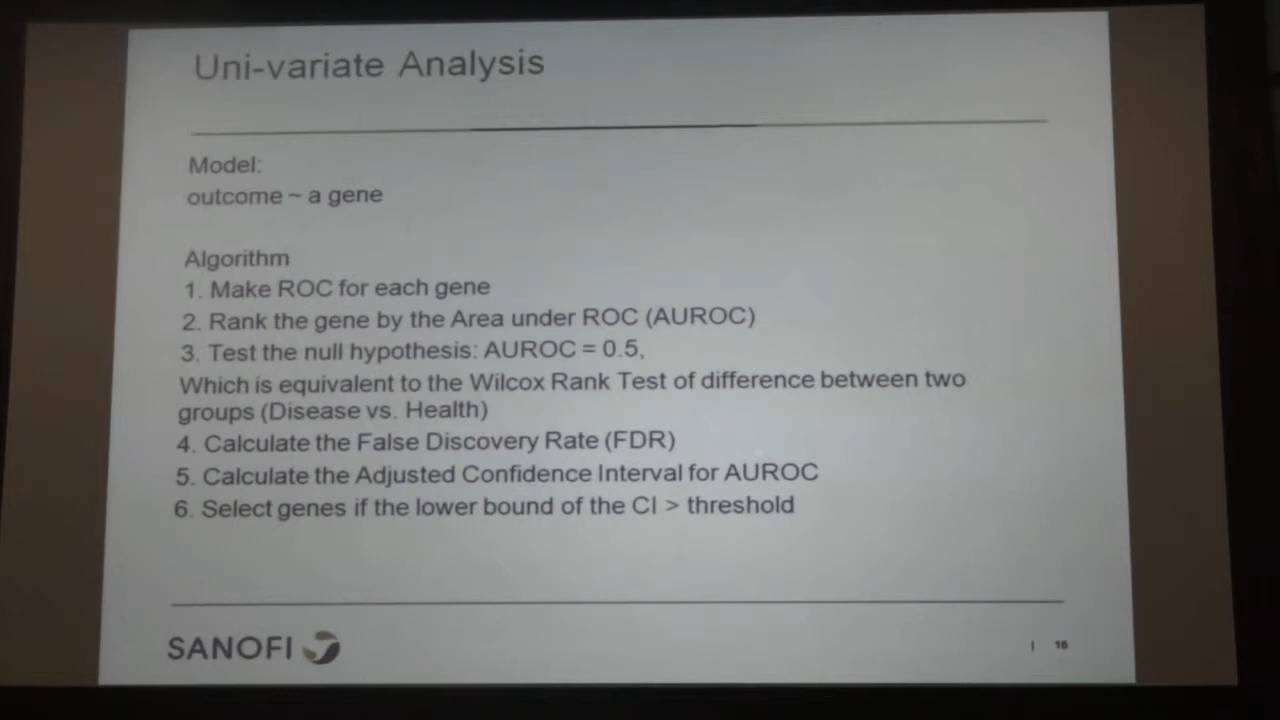 Uni-variate Analysis
Model:
outcome ~ a gene
Algorithm
1. Make ROC for each gene
2. Rank the gene by the Area under ROC (AUROC)
3. Test the null hypothesis: AUROC = 0.5,
Which is equivalent to the Wilcox Rank Test of difference between two
groups (Disease vs. Health)
4. Calculate the False Discovery Rate (FDR)
5. Calculate the Adjusted Confidence Interval for AUROC
6. Select genes if the lower bound of the CI > threshold
SANOFI
| 16